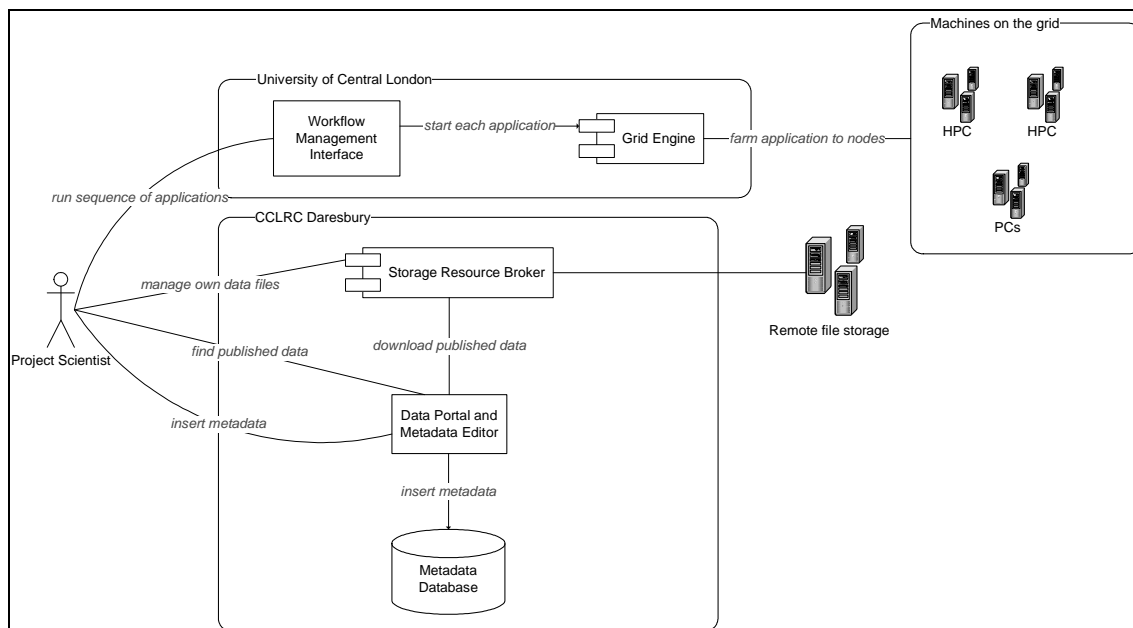 Machines on the grid
University of Central London
Workflow
Management
Interface
start each application
Grid Engine
farm application to nodes
HPC
HPC
PCs
run sequence of applications
CCLRC Daresbury
Storage Resource Broker
manage own data files
Remote file storage
Project Scientist
find published data
download published data
insert metadata
Data Portal and
Metadata Editor
insert metadata
Metadata
Database